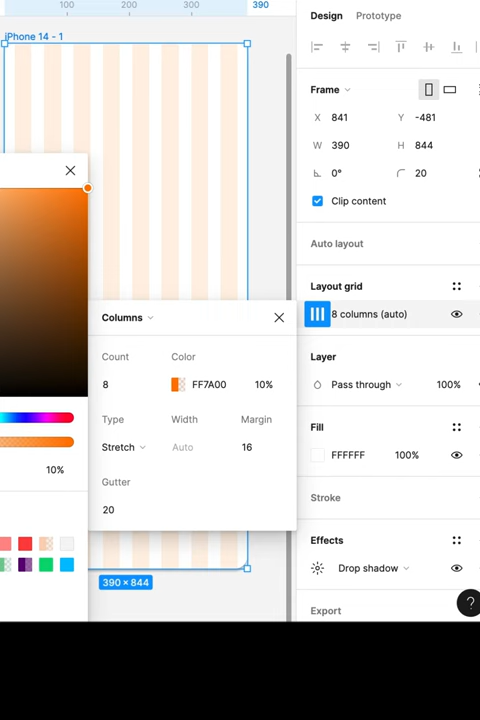 100
200
300
390
Design
Prototype
iPhone 14 - 1
Frame
X 841
Y -481
W 390
H 844
0°
20
Clip content
Auto layout
Layout grid
8 columns (auto)
Columns
Count
Color
8
FF7A00
10%
Type
Width
Margin
Stretch
Auto
16
Gutter
20
10%
Layer
Pass through
100%
Fill
FFFFFF
100%
Stroke
Effects
Drop shadow
Export
?
390 × 844